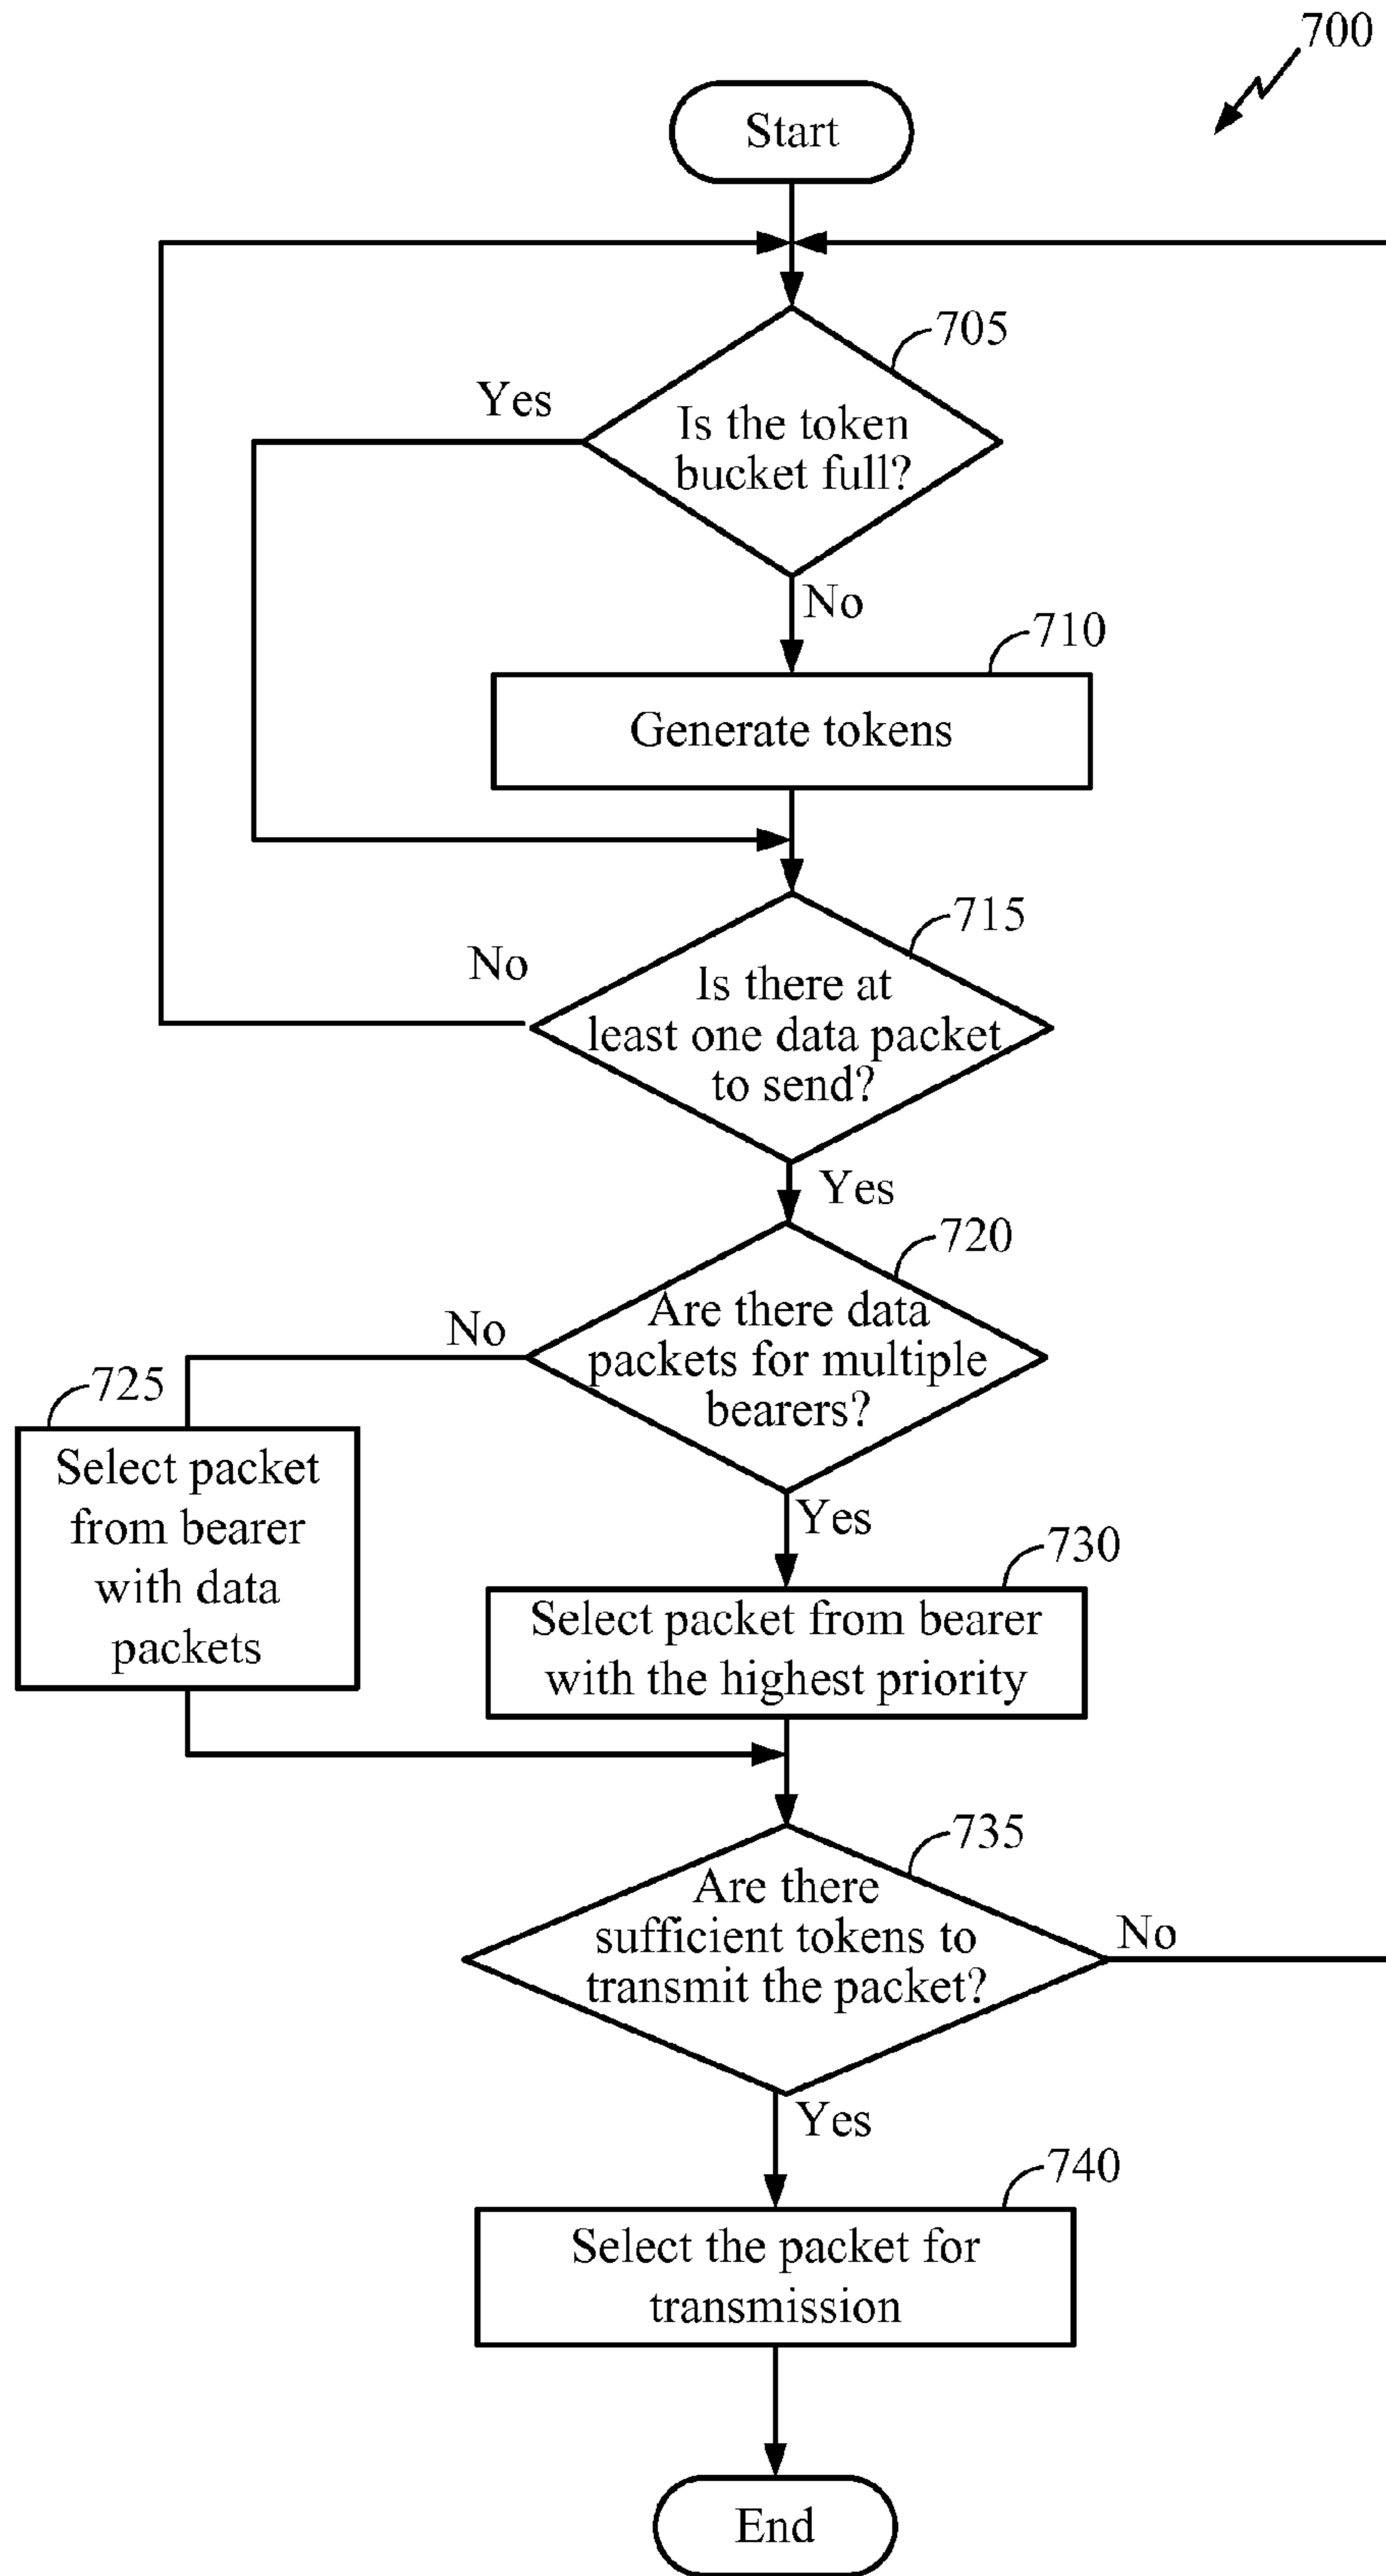 700
Start
705
Yes
Is the token
bucket full?
No
710
Generate tokens
715
No
Is there at
least one data packet
to send?
Yes
720
No
Are there data
packets for multiple
bearers?
725
Select packet
from bearer
with data
packets
Yes
730
Select packet from bearer
with the highest priority
735
Are there
sufficient tokens to
transmit the packet?
No
Yes
740
Select the packet for
transmission
End